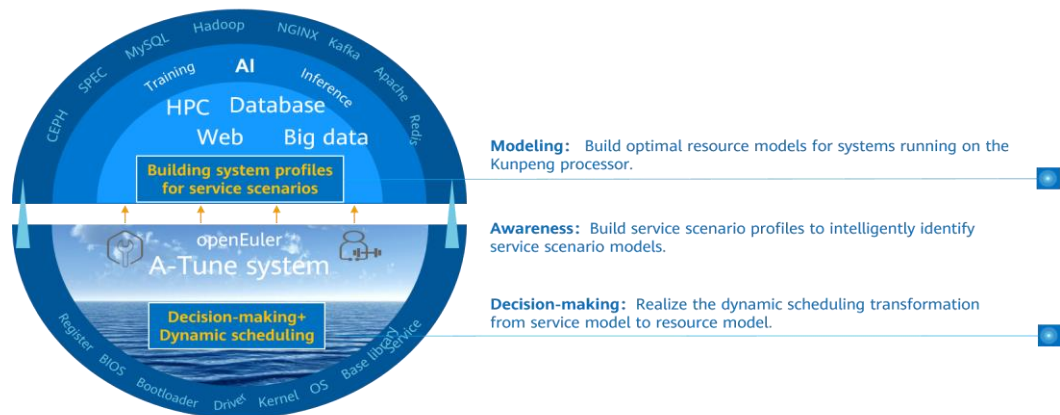 CEPH
SPEC
MySQL
Hadoop
NGINX
Kafka
Apache
Redis
Training
AI
Inference
HPC Database
Web Big data
Building system profiles
for service scenarios
openEuler
A-Tune system
Decision-making+
Dynamic scheduling
Register
BIOS
Bootloader
Driver
Kernel
OS
Base library
Service
Modeling: Build optimal resource models for systems running on the
Kunpeng processor.
Awareness: Build service scenario profiles to intelligently identify
service scenario models.
Decision-making: Realize the dynamic scheduling transformation
from service model to resource model.